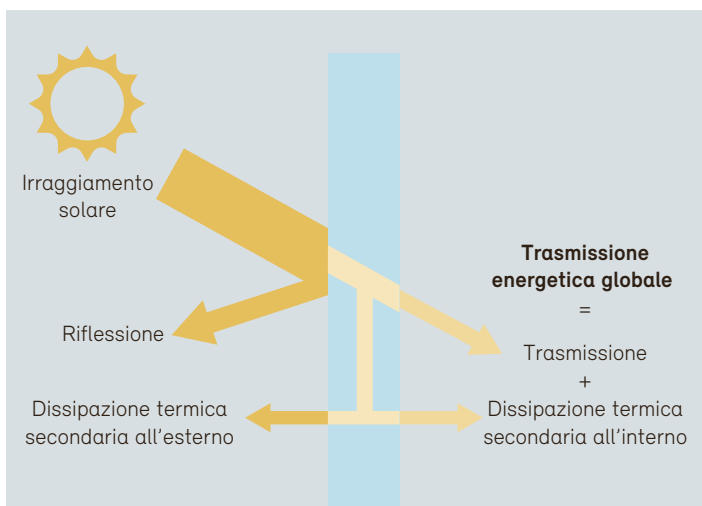 Irraggiamento
solare
Riflessione
Dissipazione termica
secondaria all'esterno
Trasmissione
energetica globale
=
Trasmissione
+
Dissipazione termica
secondaria all'interno